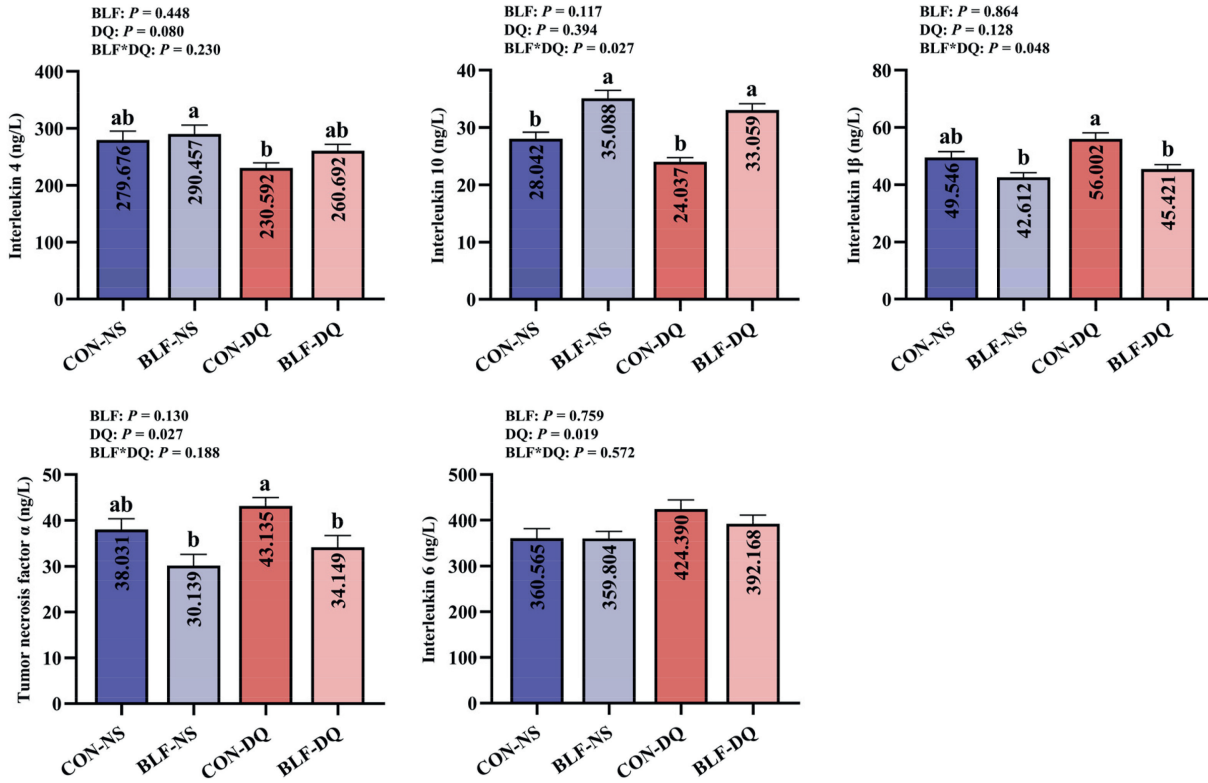 BLF: P = 0.448
DQ: P = 0.080
BLF*DQ: P = 0.230
Interleukin 4 (ng/L)
400
300
200
100
0
ab
a
b
ab
279.676
290.457
230.592
260.692
CON-NS
BLF-NS
CON-DQ
BLF-DQ
BLF: P = 0.117
DQ: P = 0.394
BLF*DQ: P = 0.027
Interleukin 10 (ng/L)
40
30
20
10
0
b
a
b
a
28.042
35.088
24.037
33.059
CON-NS
BLF-NS
CON-DQ
BLF-DQ
BLF: P = 0.864
DQ: P = 0.128
BLF*DQ: P = 0.048
Interleukin 1β (ng/L)
80
60
40
20
0
ab
b
a
b
49.546
42.612
56.002
45.421
CON-NS
BLF-NS
CON-DQ
BLF-DQ
BLF: P = 0.130
DQ: P = 0.027
BLF*DQ: P = 0.188
Tumor necrosis factor α (ng/L)
50
40
30
20
10
0
ab
b
a
b
38.031
30.139
43.135
34.149
CON-NS
BLF-NS
CON-DQ
BLF-DQ
BLF: P = 0.759
DQ: P = 0.019
BLF*DQ: P = 0.572
Interleukin 6 (ng/L)
500
400
300
200
100
0
360.565
359.804
424.390
392.168
CON-NS
BLF-NS
CON-DQ
BLF-DQ